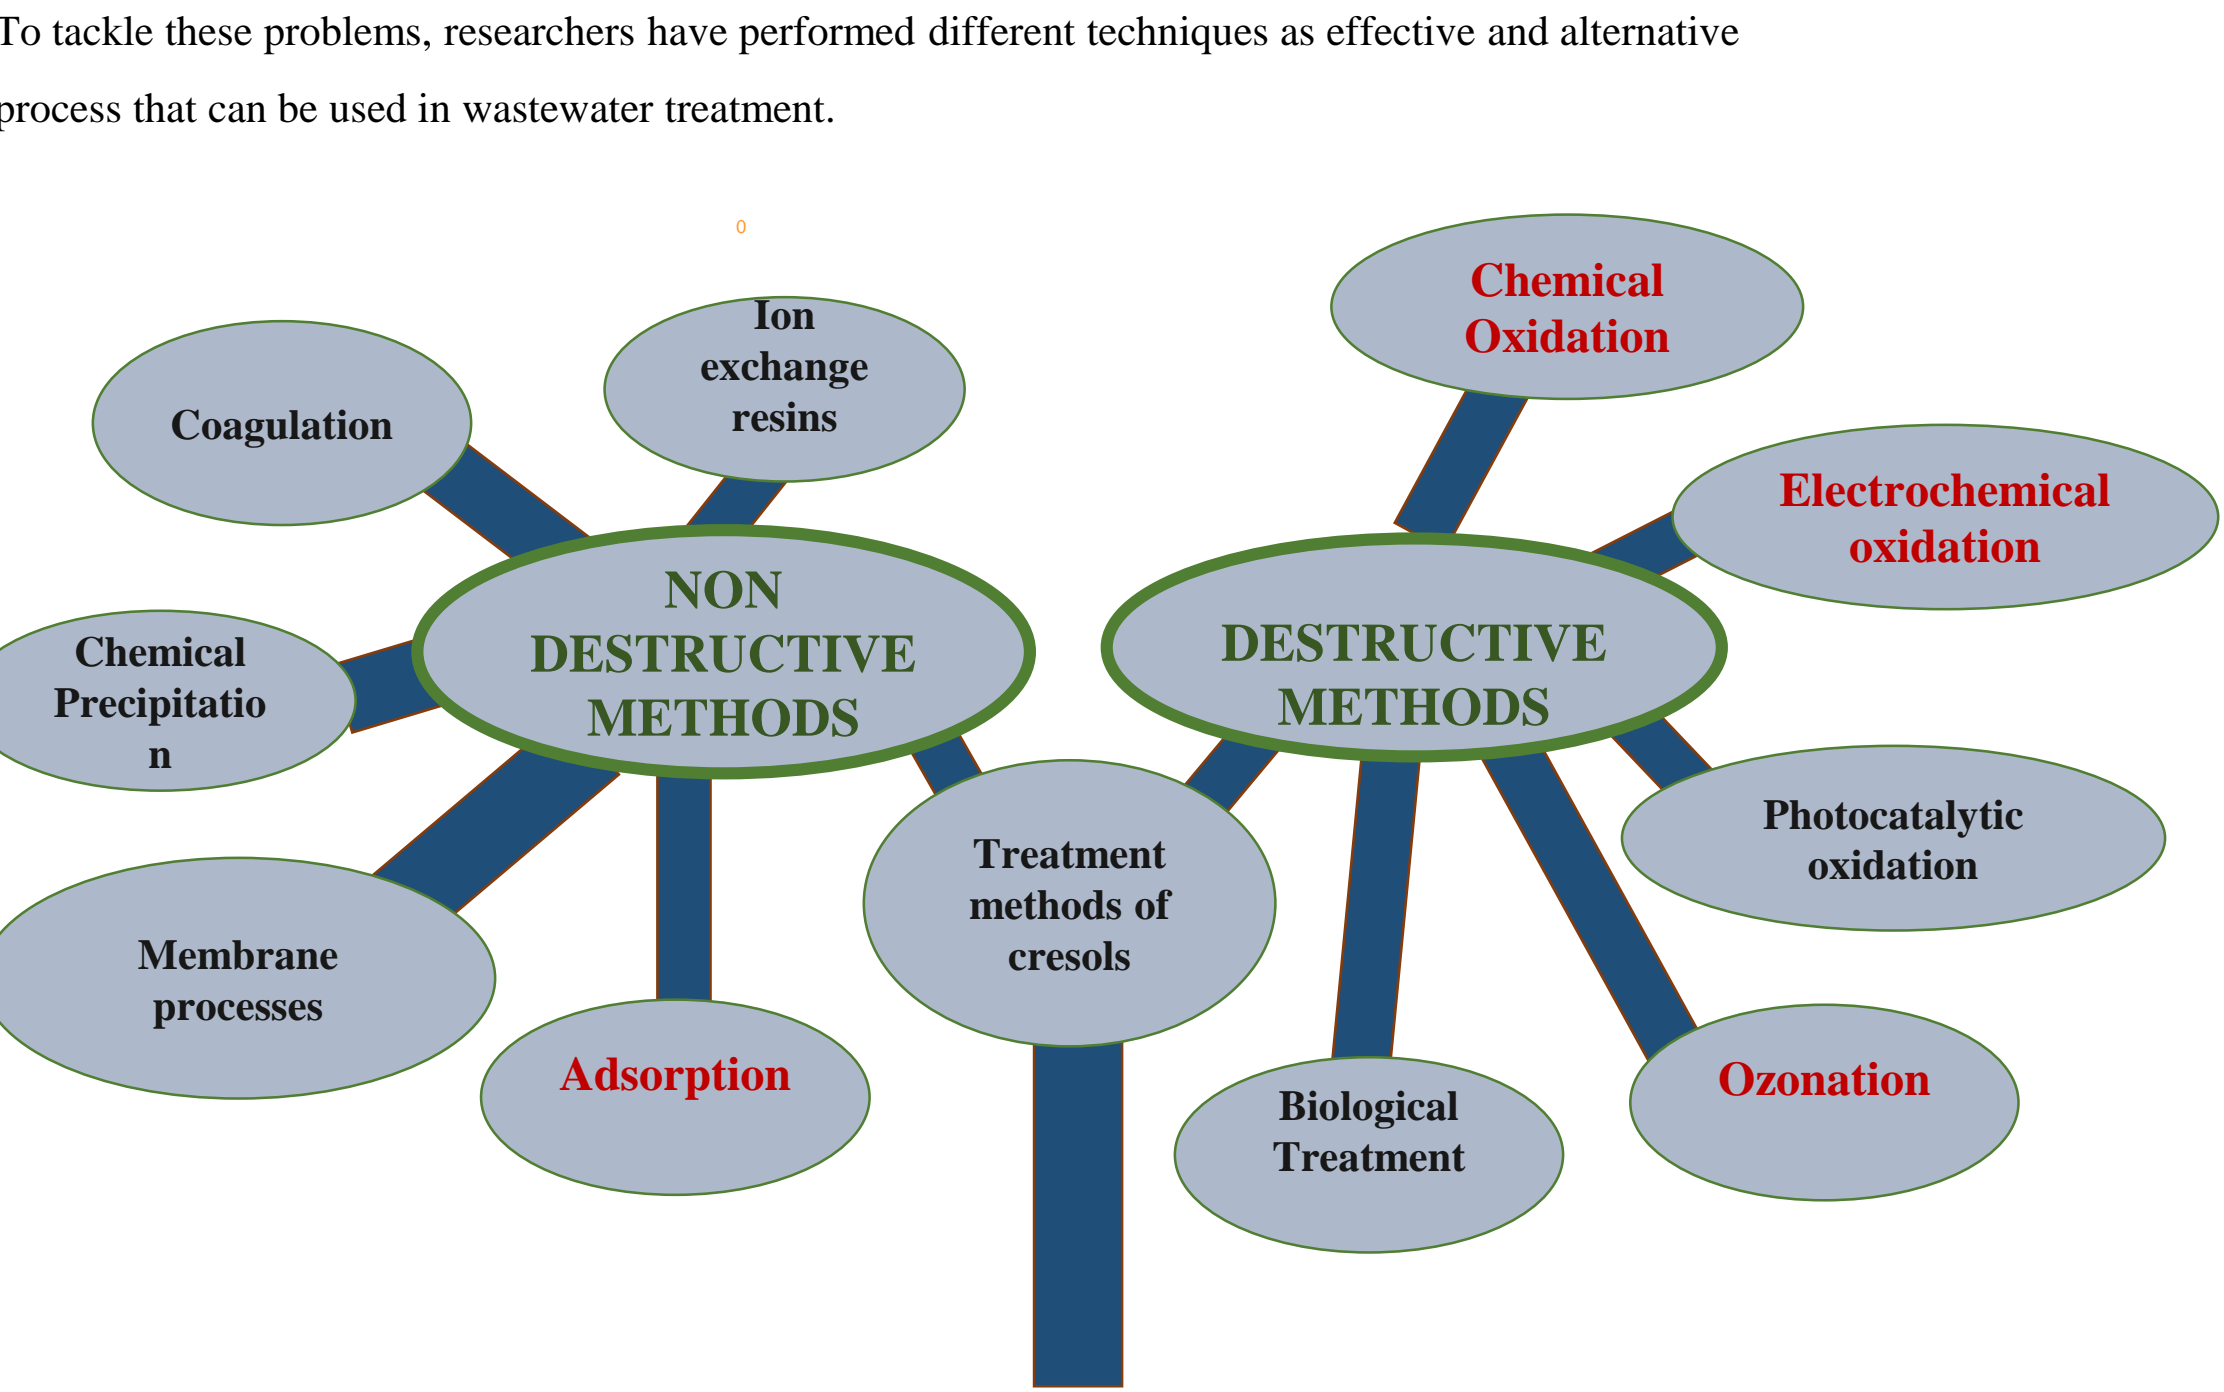 To tackle these problems, researchers have performed different techniques as effective and alternative
process that can be used in wastewater treatment.
0
Coagulation
Ion
exchange
resins
Chemical
Oxidation
Electrochemical
oxidation
NON
DESTRUCTIVE
METHODS
DESTRUCTIVE
METHODS
Chemical
Precipitatio
n
Treatment
methods of
cresols
Photocatalytic
oxidation
Membrane
processes
Adsorption
Biological
Treatment
Ozonation